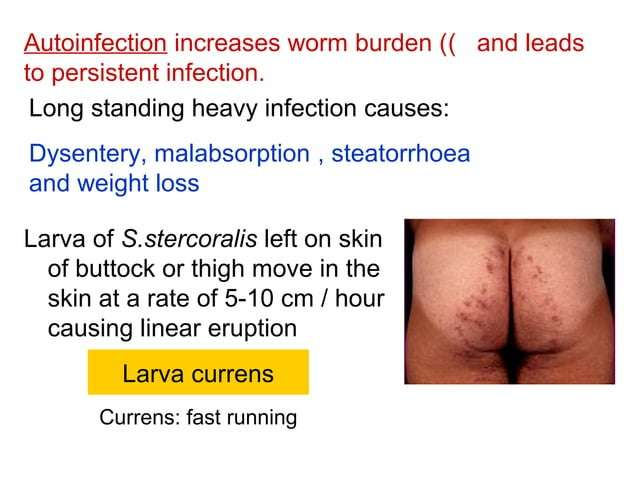 Autoinfection increases worm burden (( and leads
to persistent infection.
Long standing heavy infection causes:
Dysentery, malabsorption , steatorrhoea
and weight loss
Larva of S.stercoralis left on skin
of buttock or thigh move in the
skin at a rate of 5-10 cm / hour
causing linear eruption
Larva currens
Currens: fast running